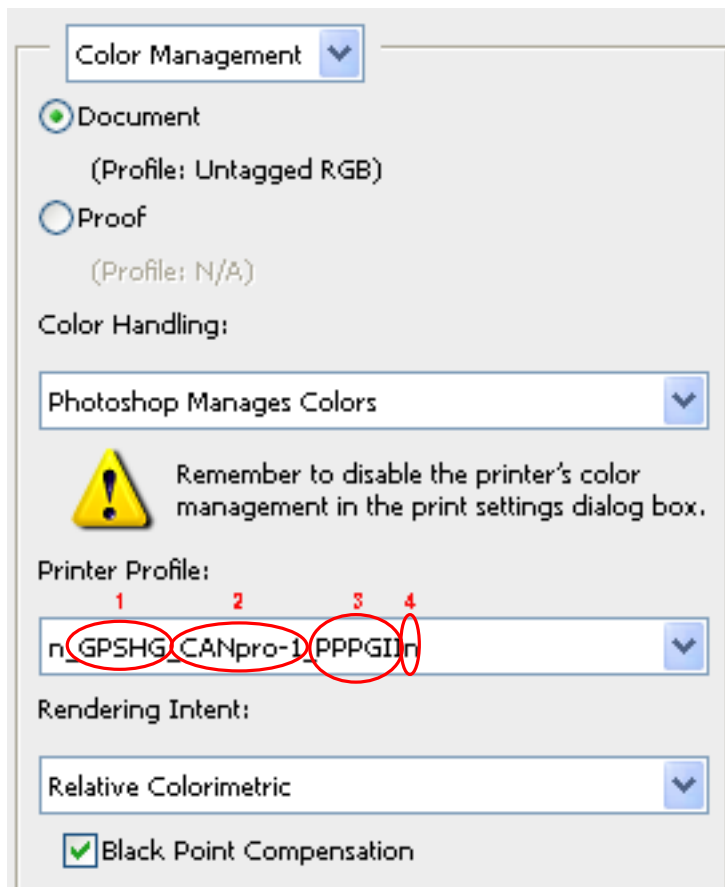 Color Management
Document
(Profile: Untagged RGB)
Proof
(Profile: N/A)
Color Handling:
Photoshop Manages Colors
Remember to disable the printer's color
management in the print settings dialog box.
Printer Profile:
1 2 3 4
n_GPSHG_CANpro-1_PPPGIIn
Rendering Intent:
Relative Colorimetric
Black Point Compensation